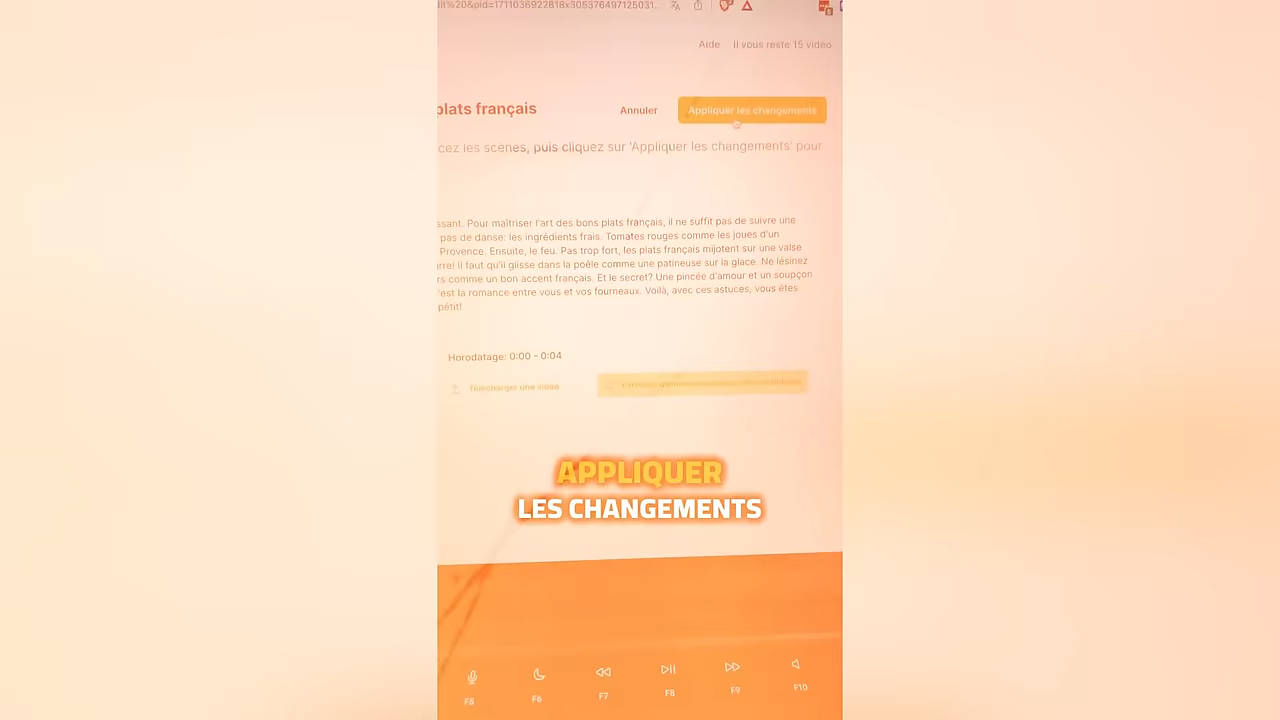 Aide Il vous reste 15 vidéo
plats français Annuler Appliquer les changements
cez les scènes, puis cliquez sur 'Appliquer les changements' pour
ssant. Pour maîtriser l'art des bons plats français, il ne suffit pas de suivre une
pas de danse: les ingrédients frais. Tomates rouges comme les joues d'un
Provence. Ensuite, le feu. Pas trop fort, les plats français mijotent sur une valse
rre! Il faut qu'il glisse dans la poêle comme une patineuse sur la glace. Ne lésinez
rs comme un bon accent français. Et le secret? Une pincée d'amour et un soupçon
'est la romance entre vous et vos fourneaux. Voilà, avec ces astuces, vous êtes
pétit!
Horodatage: 0:00 - 0:04
Télécharger une vidéo
APPLIQUER
LES CHANGEMENTS
F5 F6 F7 F8 F9 F10